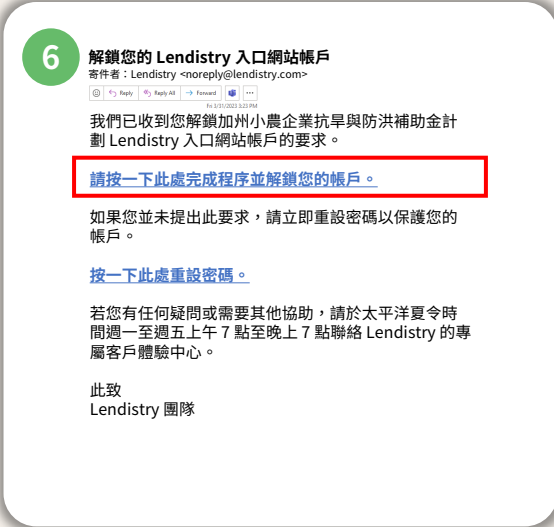 6
解鎖您的 Lendistry 入口網站帳戶
寄件者：Lendistry <noreply@lendistry.com>
Reply Reply All Forward
Fri 3/31/2023 3:23 PM
我們已收到您解鎖加州小農企業抗旱與防洪補助金計
劃 Lendistry 入口網站帳戶的要求。
請按一下此處完成程序並解鎖您的帳戶。
如果您並未提出此要求，請立即重設密碼以保護您的
帳戶。
按一下此處重設密碼。
若您有任何疑問或需要其他協助，請於太平洋夏令時
間週一至週五上午 7 點至晚上 7 點聯絡 Lendistry 的專
屬客戶體驗中心。
此致
Lendistry 團隊